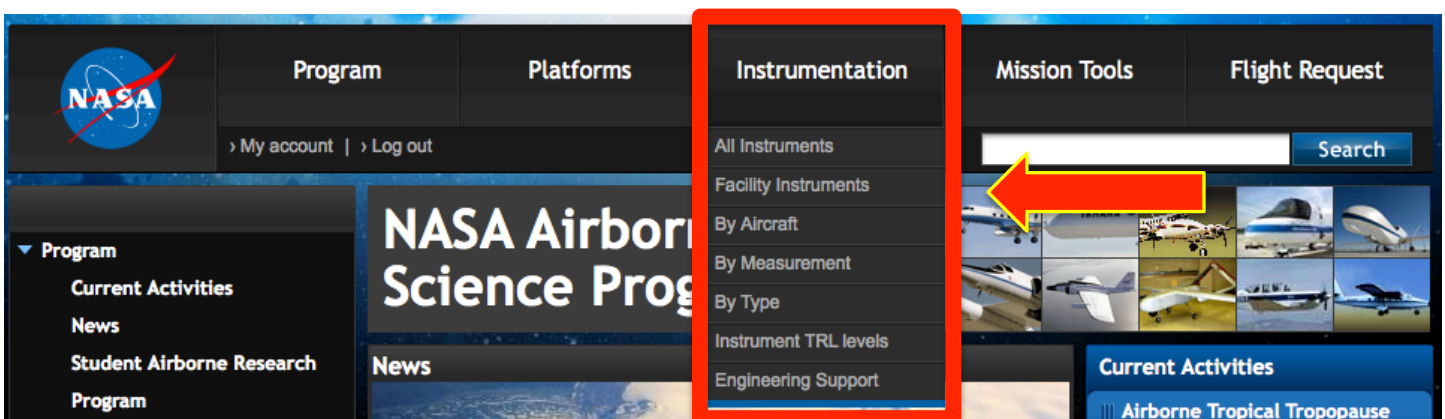 NASA
Program
Platforms
Instrumentation
Mission Tools
Flight Request
› My account | › Log out
Search
All Instruments
Facility Instruments
By Aircraft
By Measurement
By Type
Instrument TRL levels
Engineering Support
Program
Current Activities
News
Student Airborne Research
Program
NASA Airbor
Science Prog
News
Current Activities
Airborne Tropical Tropopause